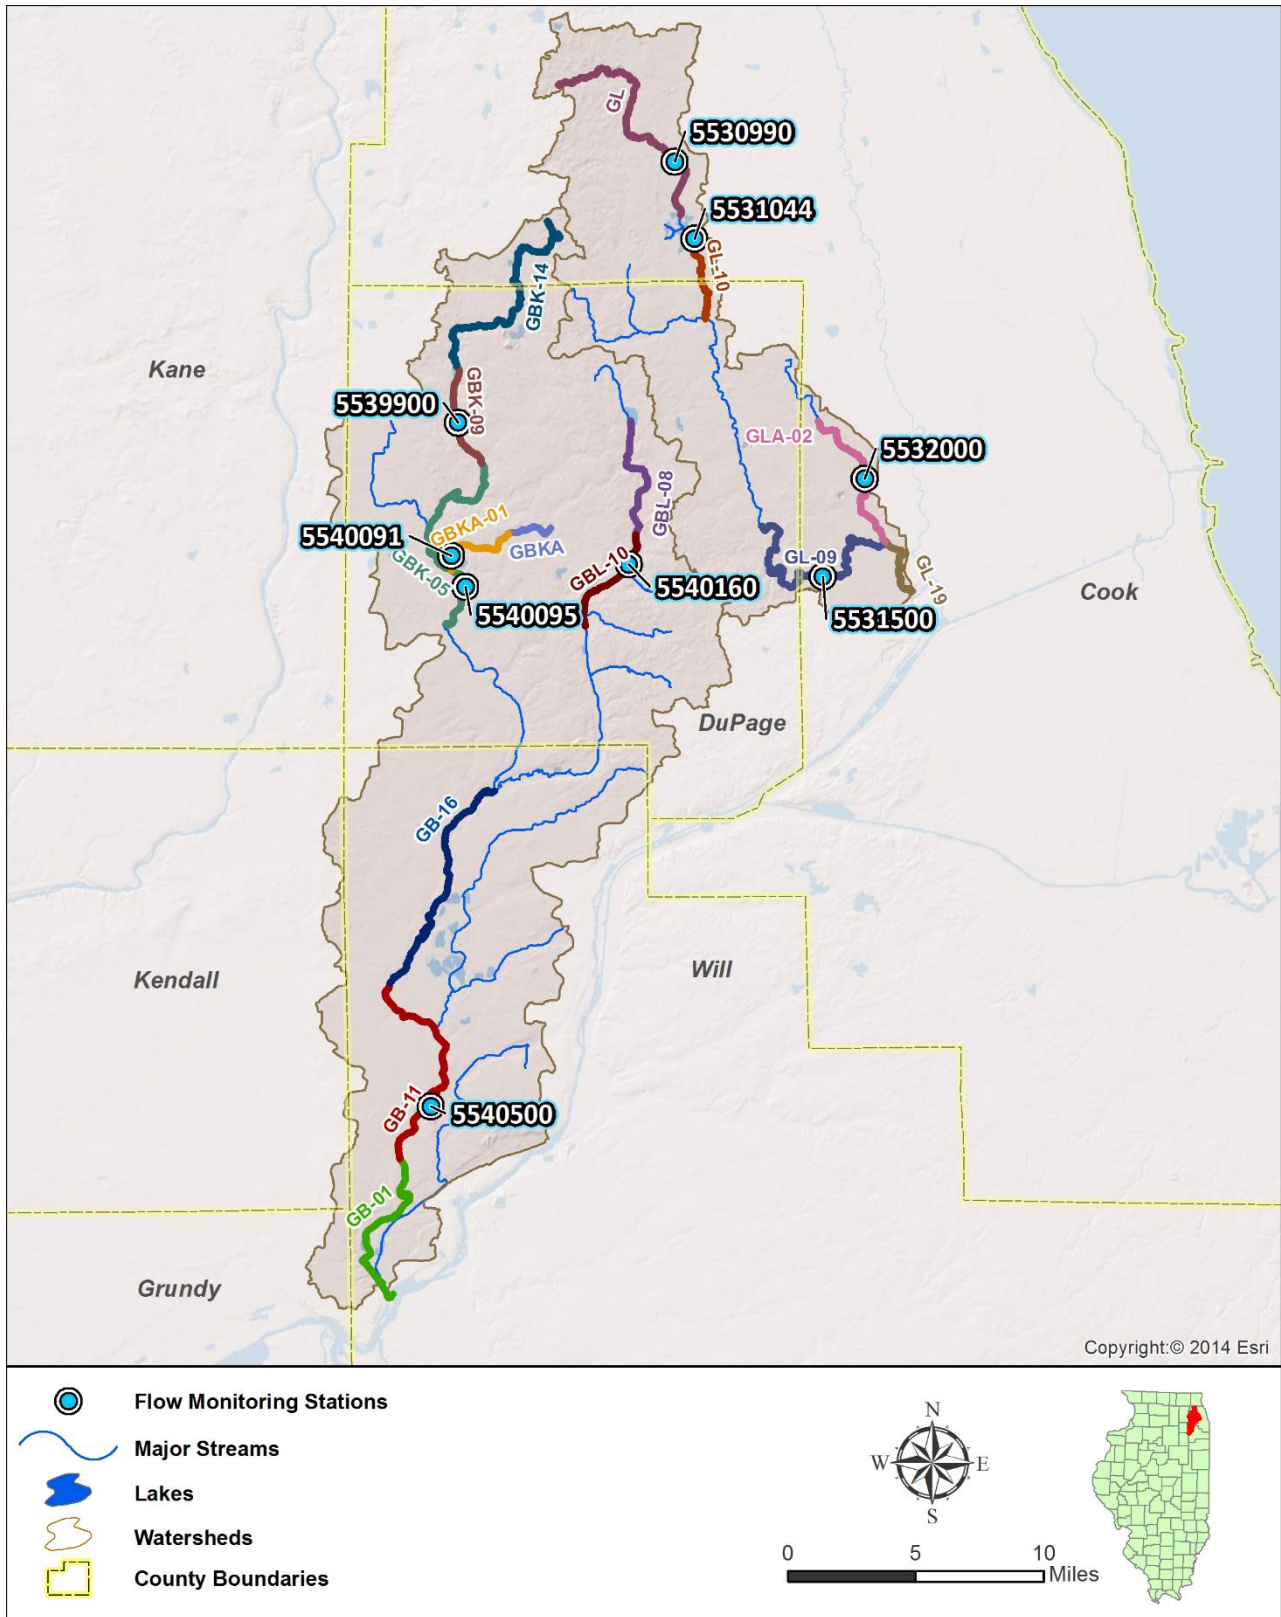 GL
5530990
5531044
GL-10
GBK-14
Kane
5539900
GBK-09
GLA-02
5532000
GBL-08
5540091
GBKA-01
GBKA
GBK-05
GBL-10
5540160
5540095
GL-09
5531500
GL-19
Cook
DuPage
GB-16
Kendall
Will
GB-11
5540500
GB-01
Grundy
Copyright:© 2014 Esri
Flow Monitoring Stations
Major Streams
Lakes
Watersheds
County Boundaries
N
W E
S
0 5 10
Miles